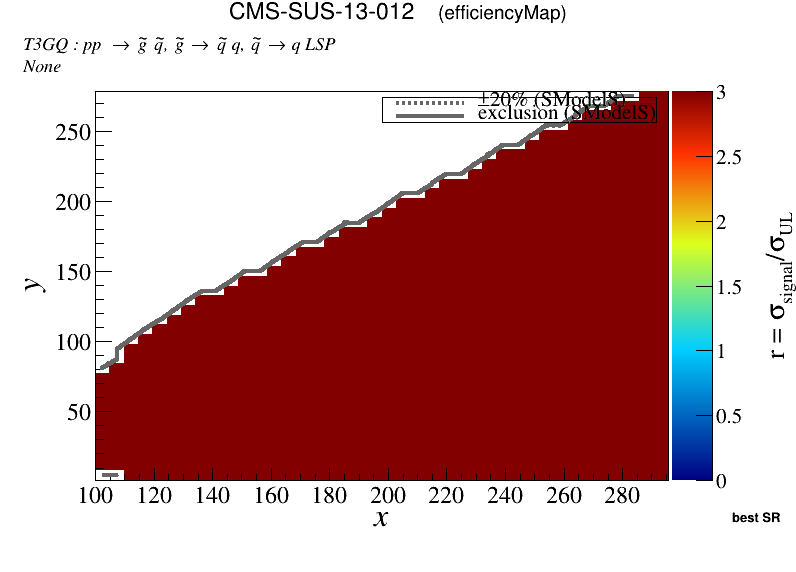 CMS-SUS-13-012 (efficiencyMap)
T3GQ : pp → g̃ q̃, g̃ → q̃ q, q̃ → q LSP
None
±20% (SModelS)
exclusion (SModelS)
250
200
150
100
50
y
100 120 140 160 180 200 220 240 260 280
x
3
2.5
2
1.5
1
0.5
0
r = σsignal/σUL
best SR